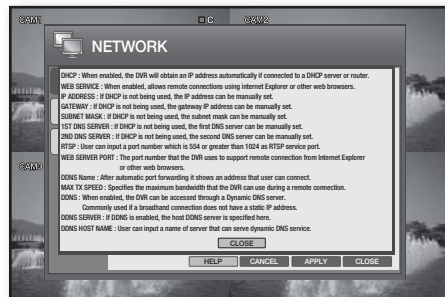 CAM1
C
CAM2
NETWORK
DHCP : When enabled, the DVR will obtain an IP address automatically if connected to a DHCP server or router.
WEB SERVICE : When enabled, allows remote connections using internet Explorer or other web browsers.
IP ADDRESS : If DHCP is not being used, the IP address can be manually set.
GATEWAY : If DHCP is not being used, the gateway IP address can be manually set.
SUBNET MASK : If DHCP is not being used, the subnet mask can be manually set.
1ST DNS SERVER : If DHCP is not being used, the first DNS server can be manually set.
2ND DNS SERVER : If DHCP is not being used, the second DNS server can be manually set.
RTSP : User can input a port number which is 554 or greater than 1024 as RTSP service port.
WEB SERVER PORT : The port number that the DVR uses to support remote connection from Internet Explorer
or other web browsers.
DDNS Name : After automatic port forwarding it shows an address that user can connect.
MAX TX SPEED : Specifies the maximum bandwidth that the DVR can use during a remote connection.
DDNS : When enabled, the DVR can be accessed through a Dynamic DNS server.
Commonly used if a broadhand connection does not have a static IP address.
DDNS SERVER : If DDNS is enabled, the host DDNS server is specified here.
DDNS HOST NAME : User can input a name of server that can serve dynamic DNS service.
CLOSE
CAM3
HELP CANCEL APPLY CLOSE